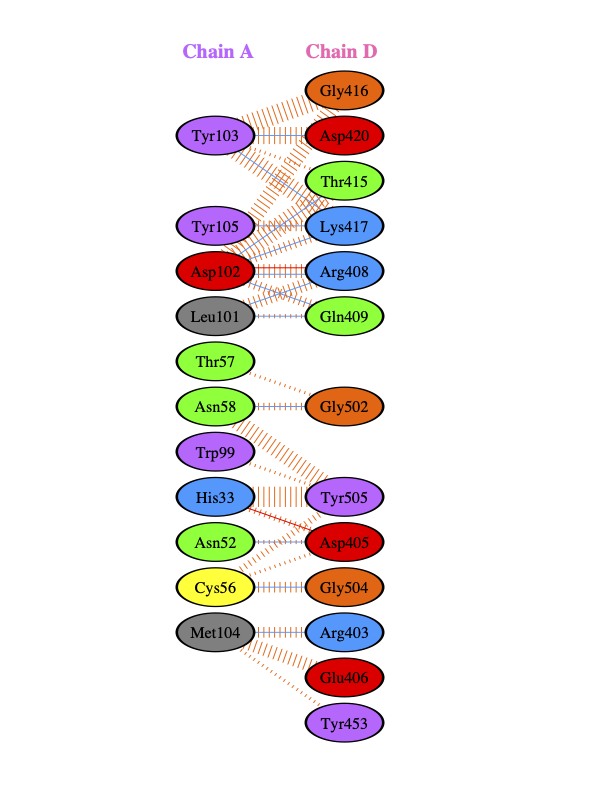 Chain A Chain D
Gly416
Tyr103 Asp420
Thr415
Tyr105 Lys417
Asp102 Arg408
Leu101 Gln409
Thr57
Asn58 Gly502
Trp99
His33 Tyr505
Asn52 Asp405
Cys56 Gly504
Met104 Arg403
Glu406
Tyr453